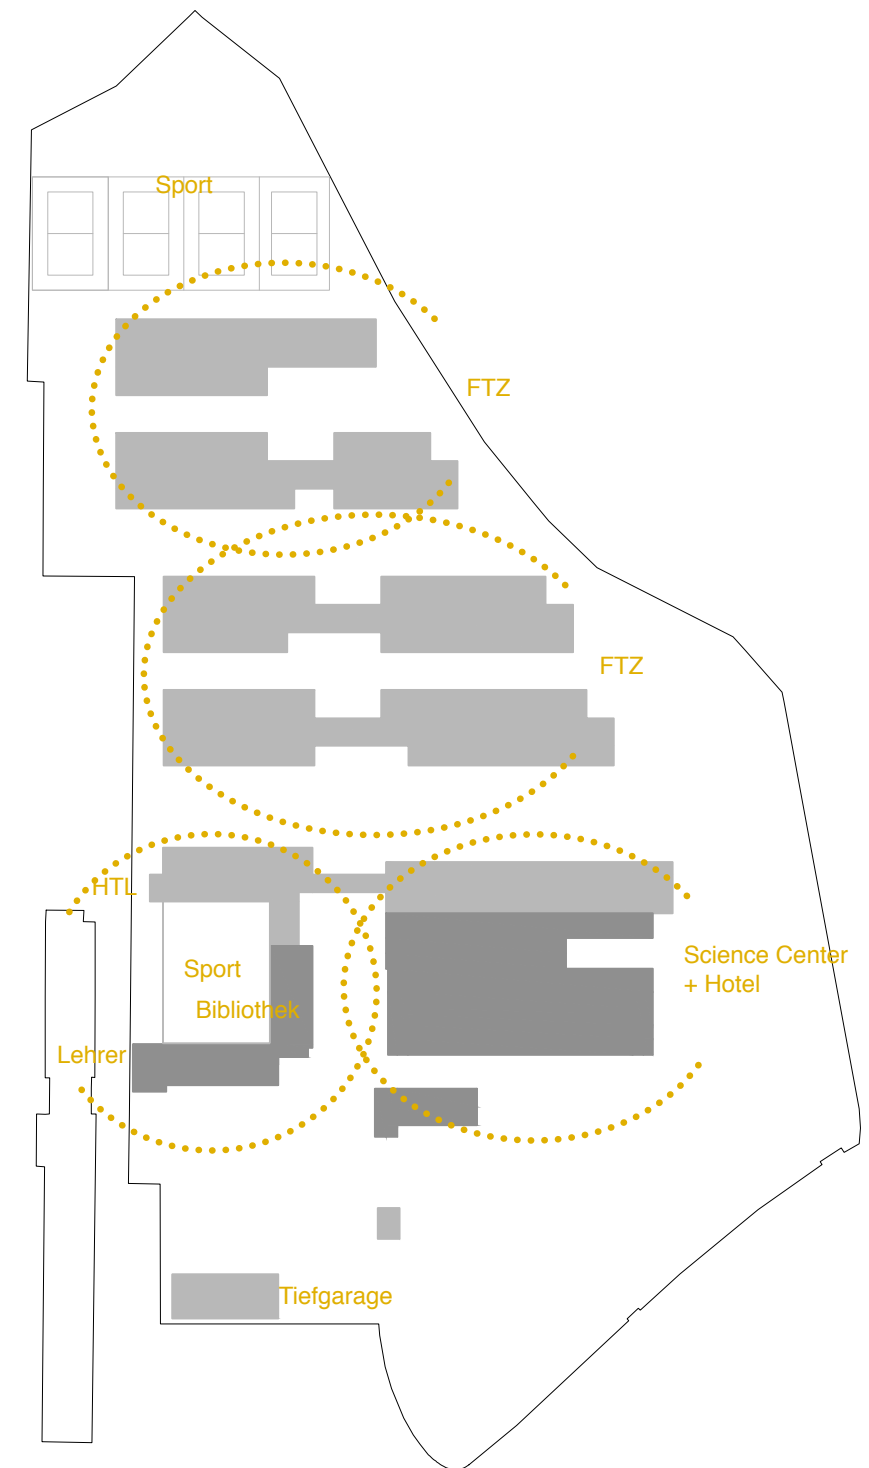 Sport
FTZ
FTZ
HTL
Science Center
+ Hotel
Sport
Bibliothek
Lehrer
Tiefgarage